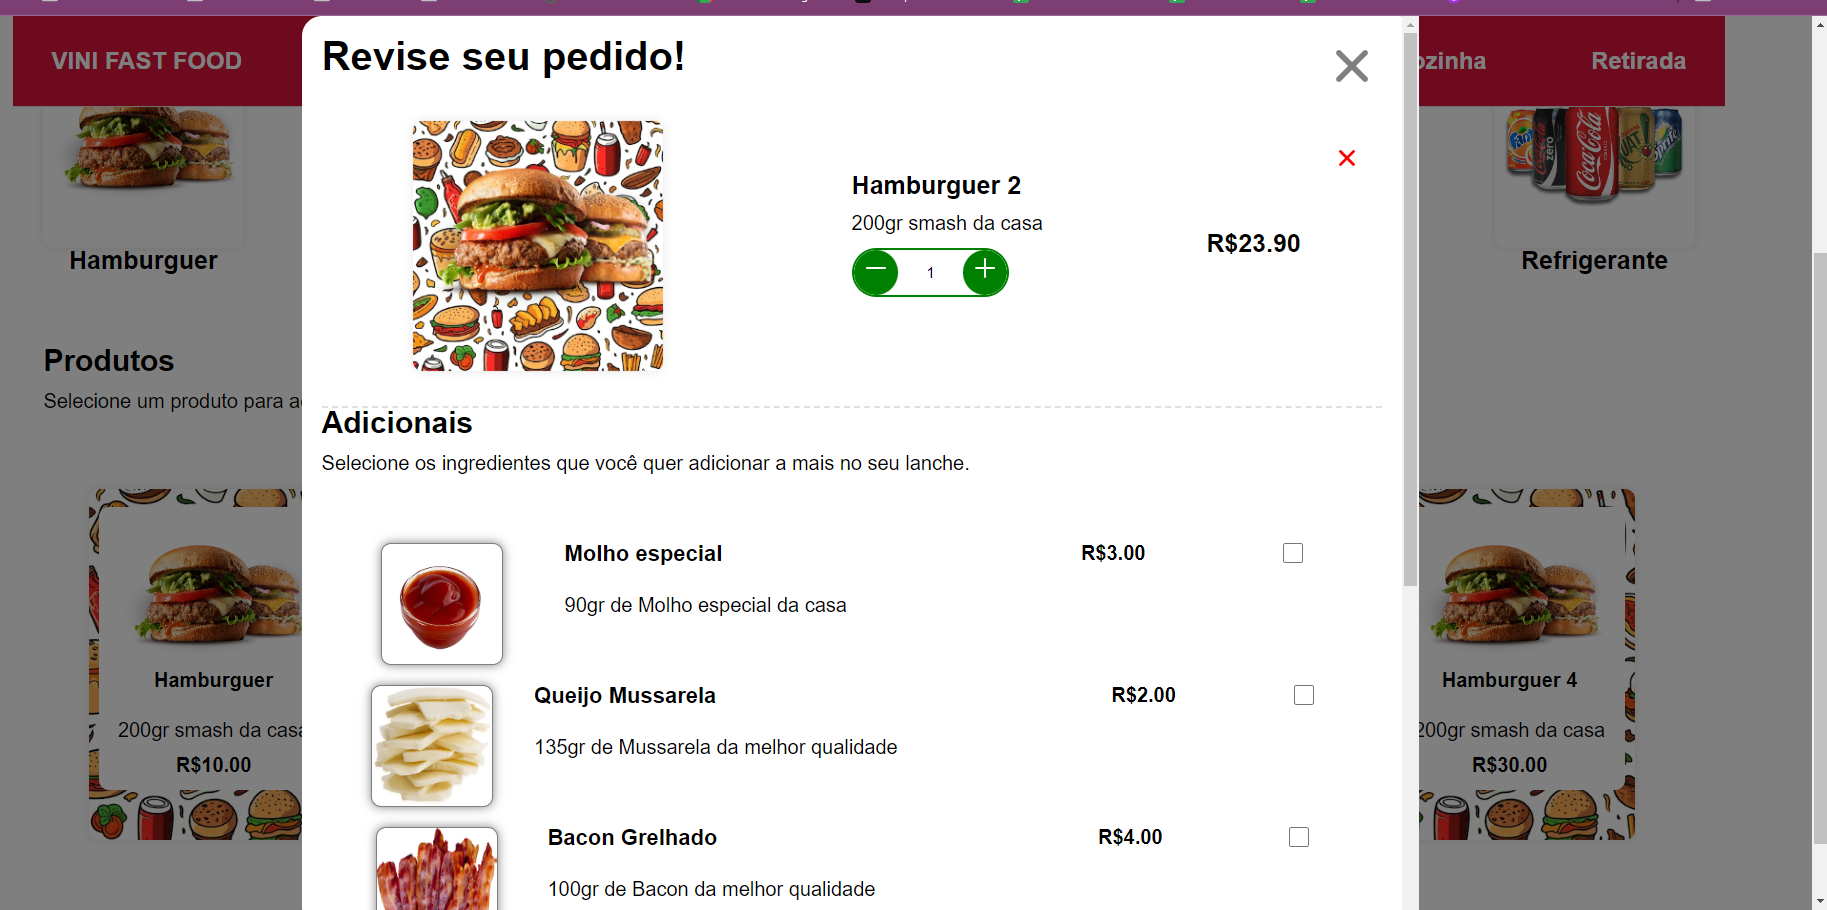 Revise seu pedido!
VINI FAST FOOD
ozinha
Retirada
Hamburguer
Refrigerante
Hamburguer 2
200gr smash da casa
1
R$23.90
Produtos
Selecione um produto para a
Adicionais
Selecione os ingredientes que você quer adicionar a mais no seu lanche.
Molho especial
R$3.00
90gr de Molho especial da casa
Queijo Mussarela
R$2.00
135gr de Mussarela da melhor qualidade
Bacon Grelhado
R$4.00
100gr de Bacon da melhor qualidade
Hamburguer
200gr smash da casa
R$10.00
Hamburguer 4
200gr smash da casa
R$30.00
zero
Coca-Cola
Sprite